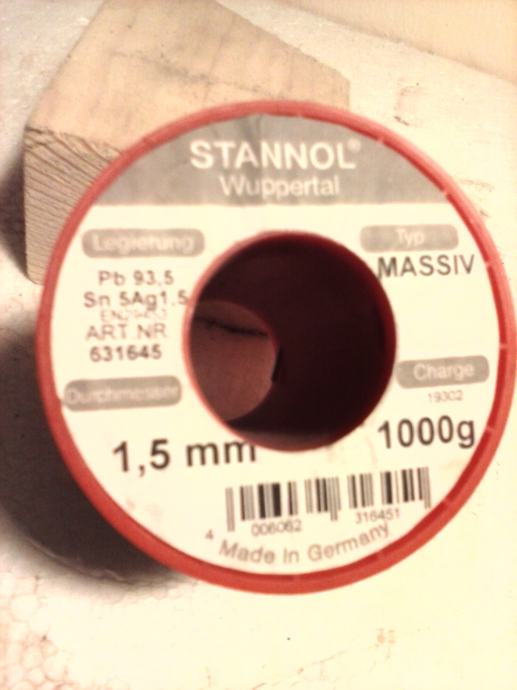 STANNOL®
Wuppertal
Legierung
Typ
Pb 93,5
MASSIV
Sn 5Ag1,5
EN29453
ART.NR.
631645
Charge
19302
Durchmesser
1,5 mm
1000g
4 006062 316451
Made In Germany